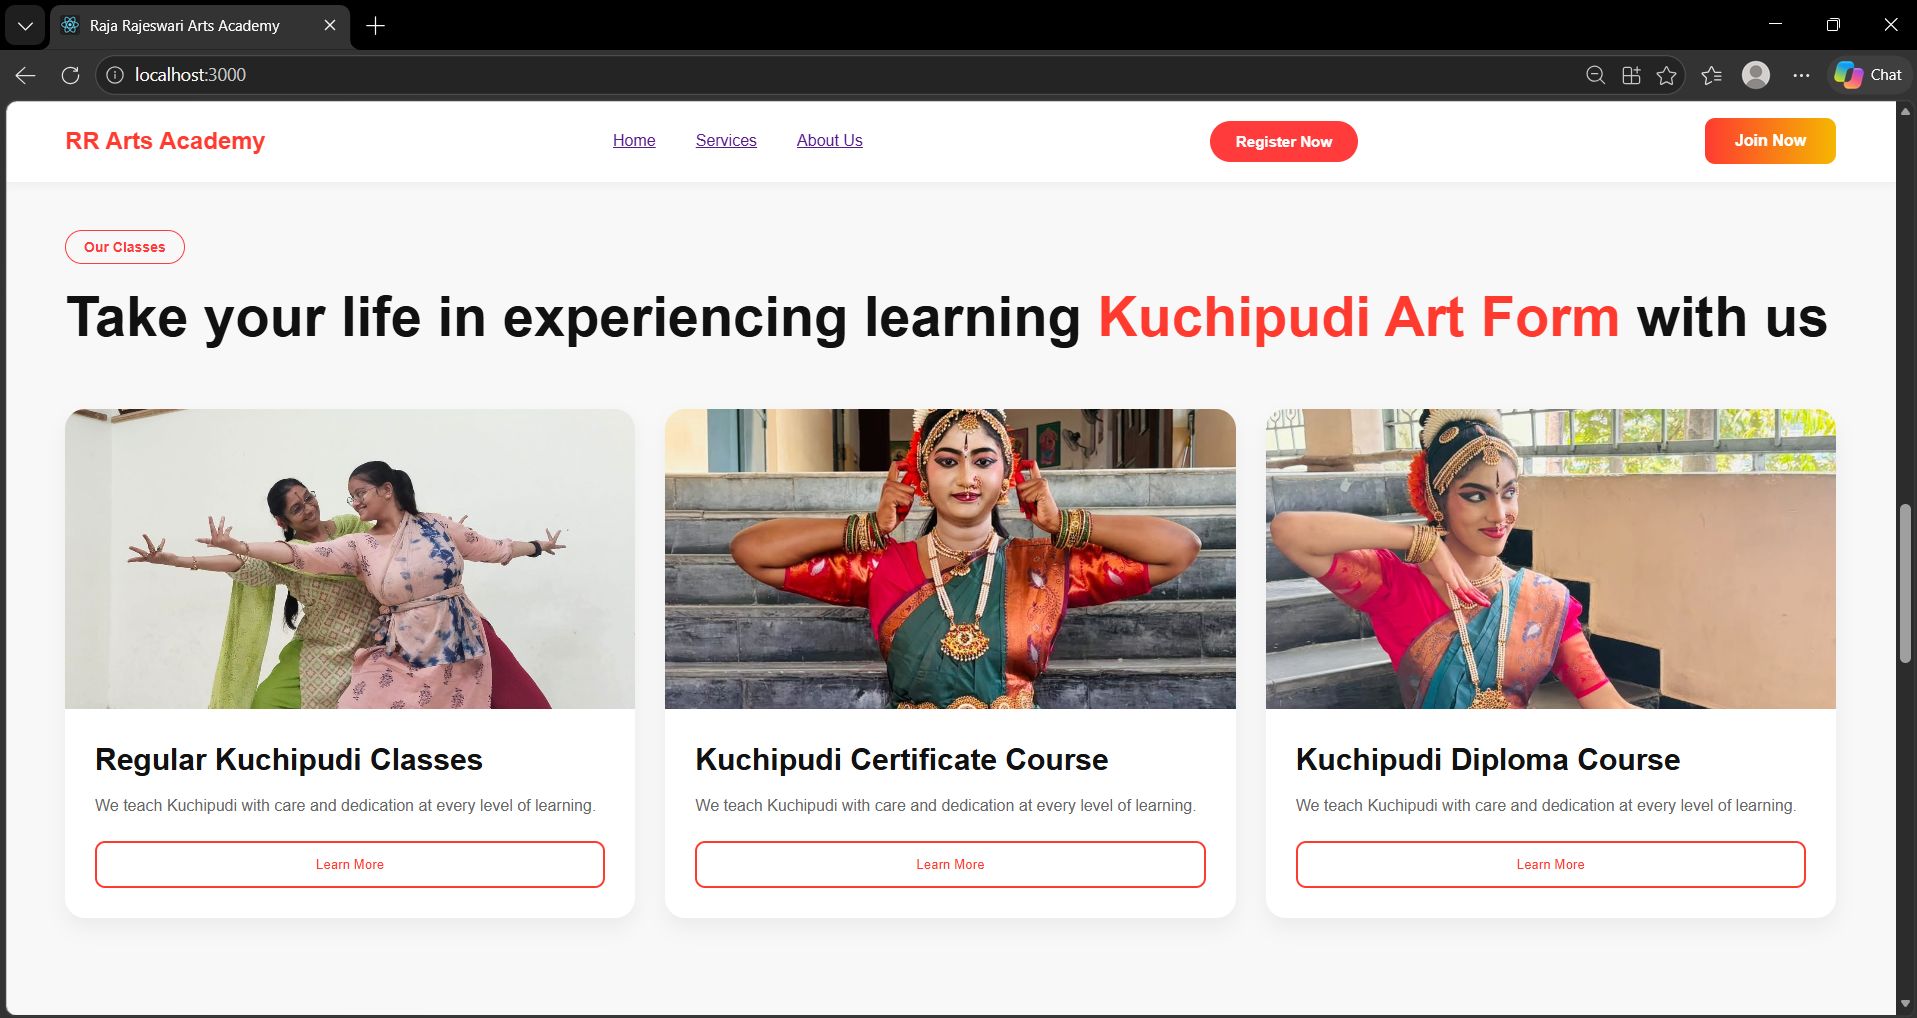 Raja Rajeswari Arts Academy
localhost:3000
Chat
RR Arts Academy
Home
Services
About Us
Register Now
Join Now
Our Classes
Take your life in experiencing learning Kuchipudi Art Form with us
Regular Kuchipudi Classes
We teach Kuchipudi with care and dedication at every level of learning.
Learn More
Kuchipudi Certificate Course
We teach Kuchipudi with care and dedication at every level of learning.
Learn More
Kuchipudi Diploma Course
We teach Kuchipudi with care and dedication at every level of learning.
Learn More